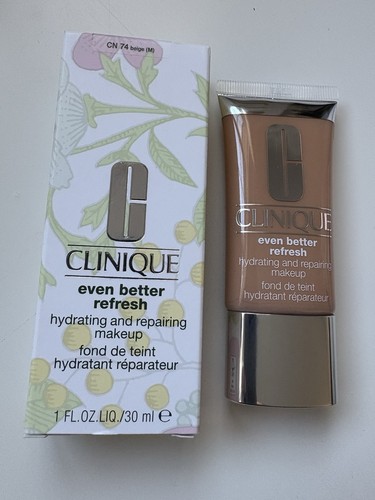 CN 74 beige (M)
CLINIQUE
even better
refresh
hydrating and repairing
makeup
fond de teint
hydratant réparateur
1 FL.OZ.LIQ./30 ml e
CLINIQUE
even better
refresh
hydrating and repairing
makeup
fond de teint
hydratant réparateur